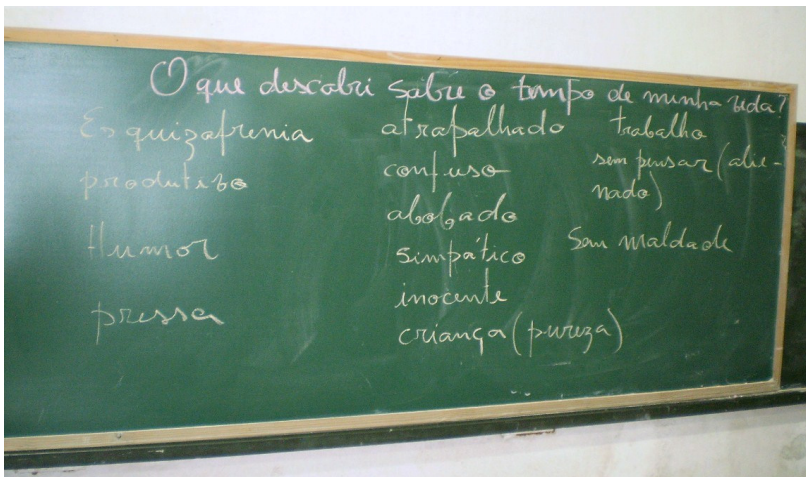 O que descobri sobre o tempo de minha vida?
Esquizofrenia
produtivo
Humor
pressa
atrapalhado
confuso
abobado
simpático
inocente
criança (pureza)
trabalho
sem pensar (alie-
nado)
Sem maldade